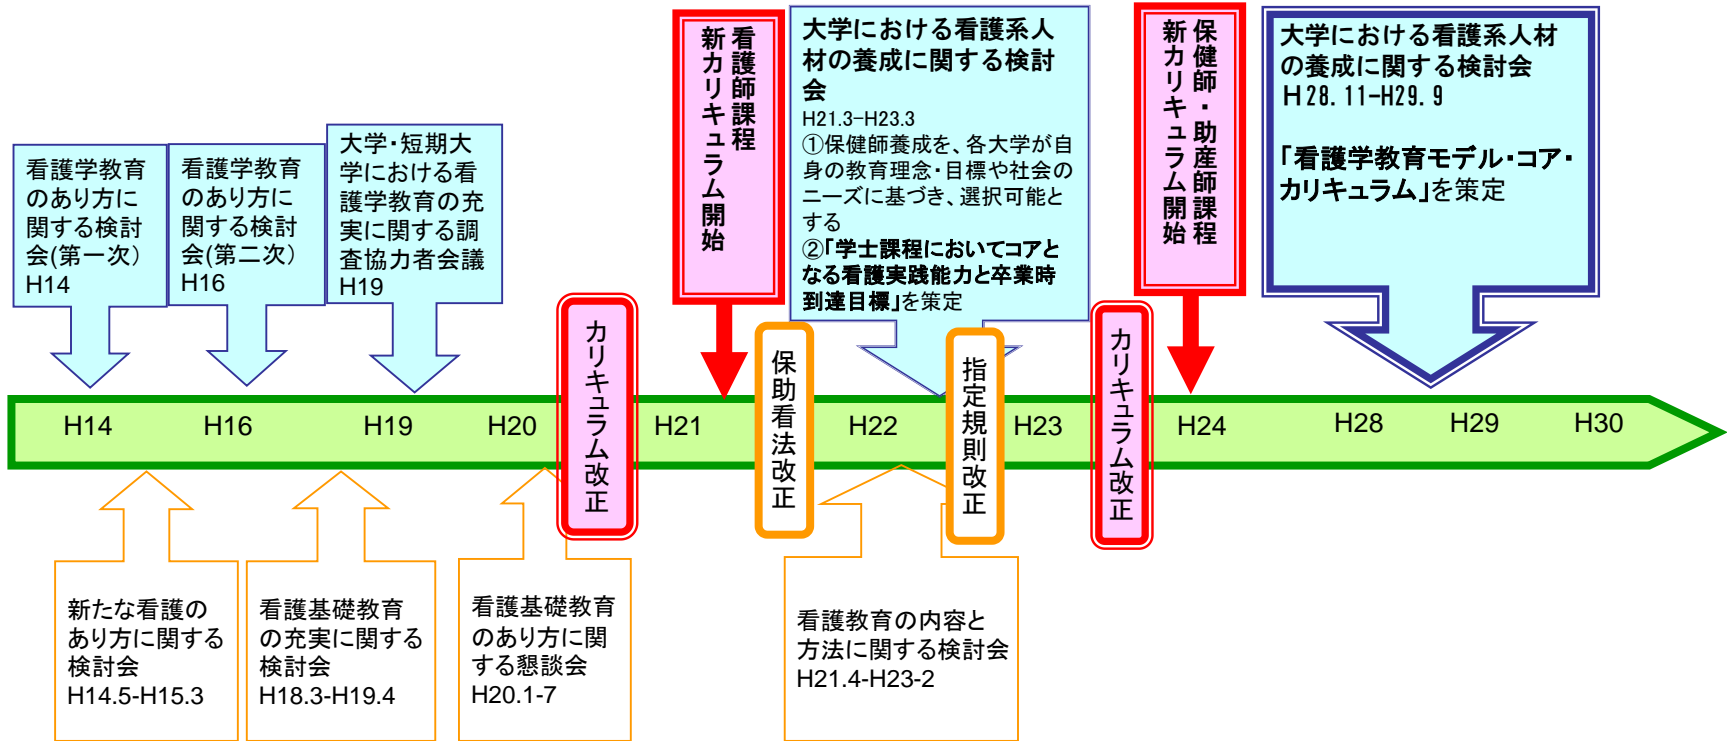 看護学教育
のあり方に
関する検討
会(第一次)
H14
看護学教育
のあり方に
関する検討
会(第二次)
H16
大学・短期大
学における看
護学教育の充
実に関する調
査協力者会議
H19
看護師課程
新カリキュラム開始
大学における看護系人
材の養成に関する検討
会
H21.3-H23.3
①保健師養成を、各大学が自
身の教育理念・目標や社会の
ニーズに基づき、選択可能と
する
②「学士課程においてコアと
なる看護実践能力と卒業時
到達目標」を策定
保健師・助産師課程
新カリキュラム開始
大学における看護系人材
の養成に関する検討会
H28.11-H29.9
「看護学教育モデル・コア・
カリキュラム」を策定
H14
H16
H19
H20
カリキュラム改正
H21
保助看法改正
H22
指定規則改正
H23
カリキュラム改正
H24
H28
H29
H30
新たな看護の
あり方に関する
検討会
H14.5-H15.3
看護基礎教育
の充実に関する
検討会
H18.3-H19.4
看護基礎教育
のあり方に関
する懇談会
H20.1-7
看護教育の内容と
方法に関する検討会
H21.4-H23-2